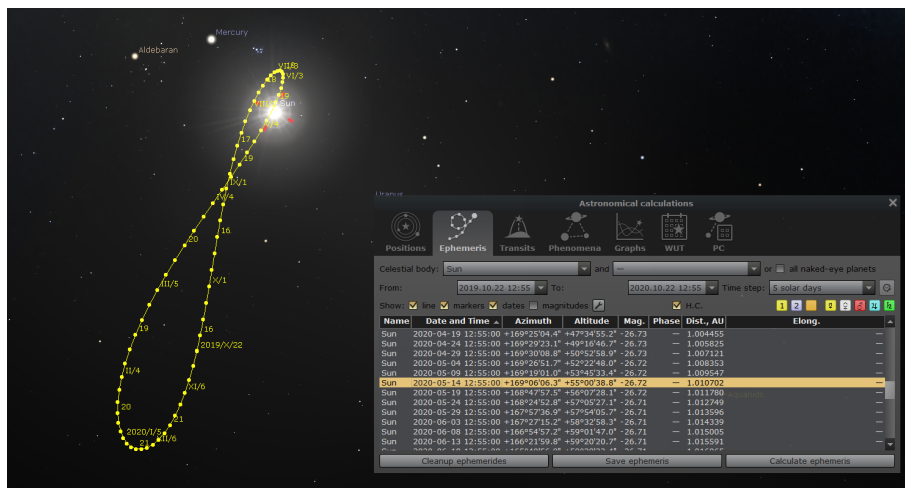 Mercury
Aldebaran
VI/3
18
19
Sun
17
19
IX/1
IV/4
16
20
III/5
X/1
19
16
2019/X/22
II/4
XI/6
20
21
2020/I/5
21
XII/6
Uranus
Astronomical calculations
Positions Ephemeris Transits Phenomena Graphs WUT PC
Celestial body: Sun and — or all naked-eye planets
From: 2019.10.22 12:55 To: 2020.10.22 12:55 Time step: 5 solar days
Show: line markers dates magnitudes H.C. 1 2
Name Date and Time Azimuth Altitude Mag. Phase Dist., AU Elong.
Sun 2020-04-19 12:55:00 +169°25'04.4" +47°34'55.2" -26.73 — 1.004455 —
Sun 2020-04-24 12:55:00 +169°29'23.1" +49°16'46.7" -26.73 — 1.005825 —
Sun 2020-04-29 12:55:00 +169°30'08.8" +50°52'58.9" -26.73 — 1.007121 —
Sun 2020-05-04 12:55:00 +169°26'51.7" +52°22'48.0" -26.72 — 1.008353 —
Sun 2020-05-09 12:55:00 +169°19'01.0" +53°45'33.4" -26.72 — 1.009547 —
Sun 2020-05-14 12:55:00 +169°06'06.3" +55°00'38.8" -26.72 — 1.010702 —
Sun 2020-05-19 12:55:00 +168°47'57.5" +56°07'28.1" -26.72 — 1.011780 —
Sun 2020-05-24 12:55:00 +168°24'52.8" +57°05'27.1" -26.71 — 1.012749 —
Sun 2020-05-29 12:55:00 +167°57'36.9" +57°54'05.7" -26.71 — 1.013596 —
Sun 2020-06-03 12:55:00 +167°27'15.2" +58°32'58.3" -26.71 — 1.014339 —
Sun 2020-06-08 12:55:00 +166°54'57.2" +59°01'47.0" -26.71 — 1.015005 —
Sun 2020-06-13 12:55:00 +166°21'59.8" +59°20'20.7" -26.71 — 1.015591 —
Cleanup ephemerides Save ephemeris Calculate ephemeris